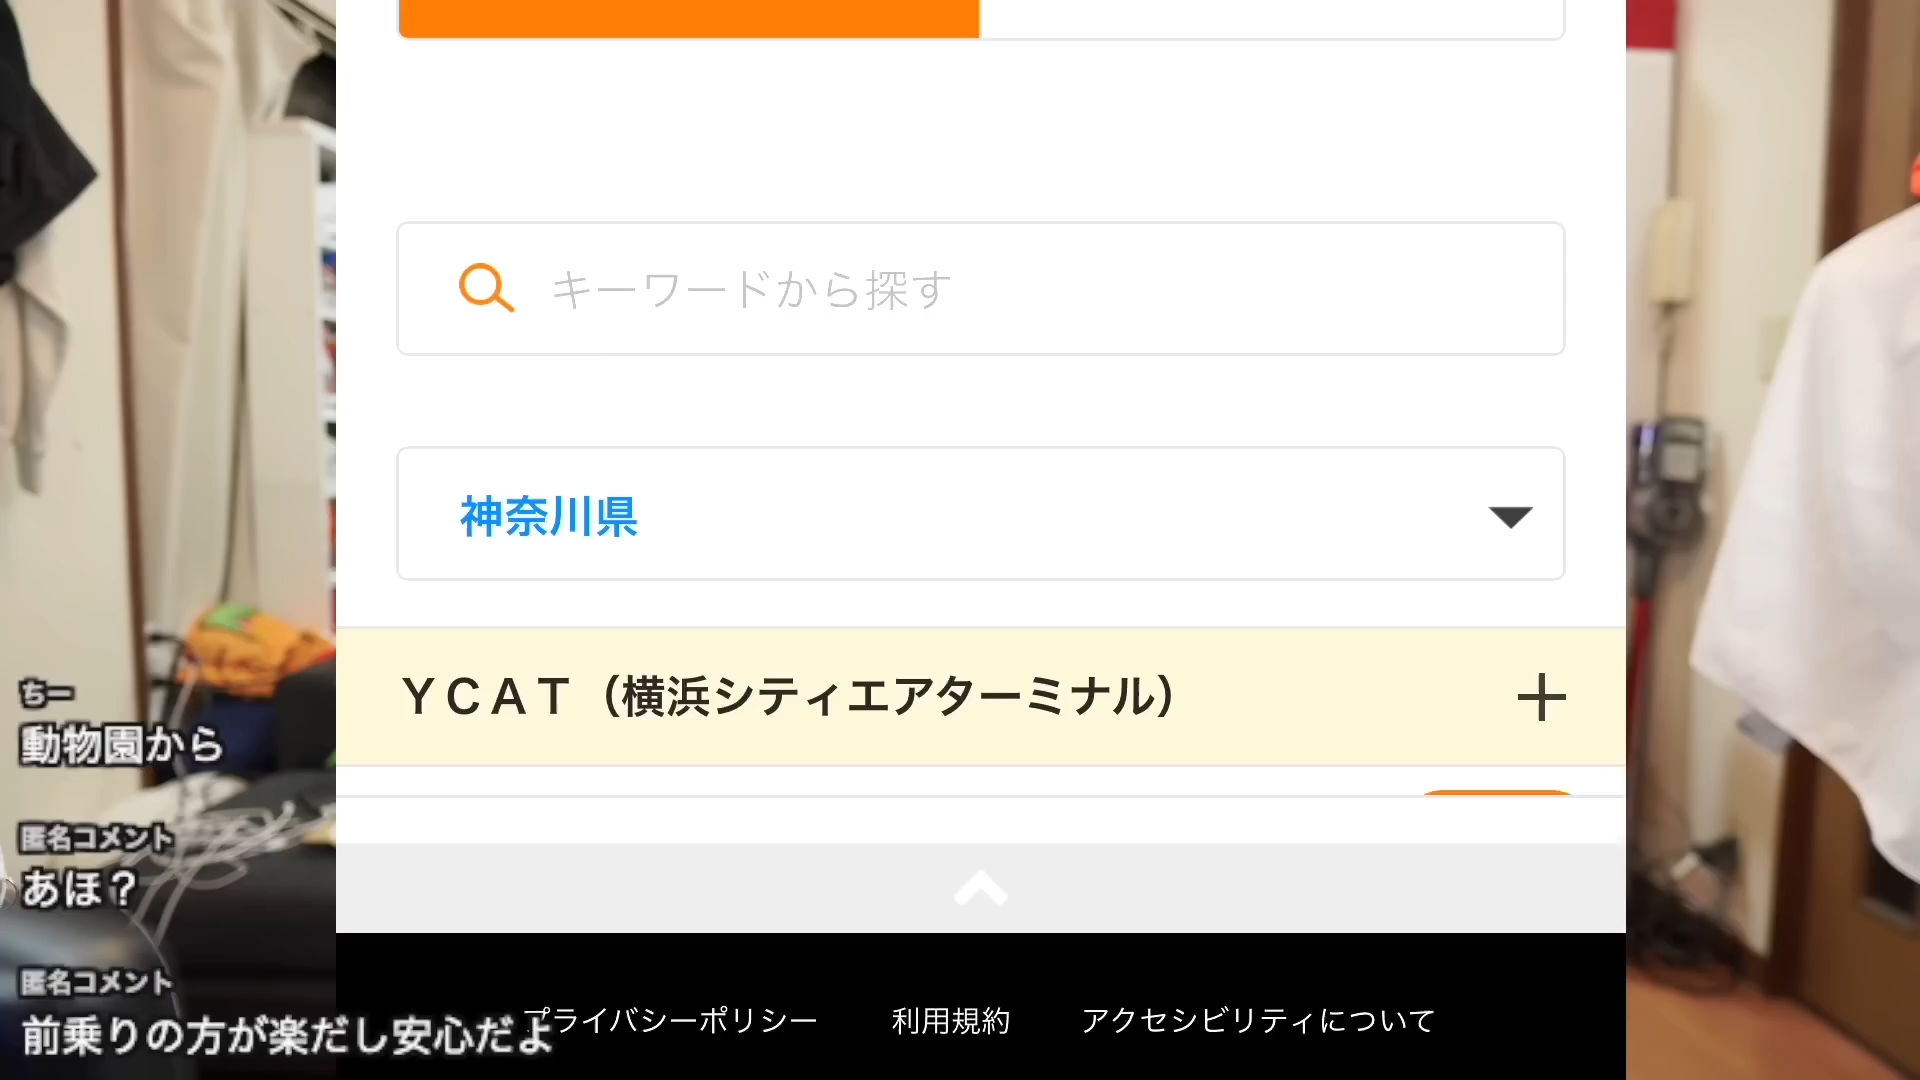 キーワードから探す
神奈川県
ＹＣＡＴ（横浜シティエアターミナル）
ちー
動物園から
匿名コメント
あほ？
匿名コメント
前乗りの方が楽だし安心だよ
プライバシーポリシー
利用規約
アクセシビリティについて